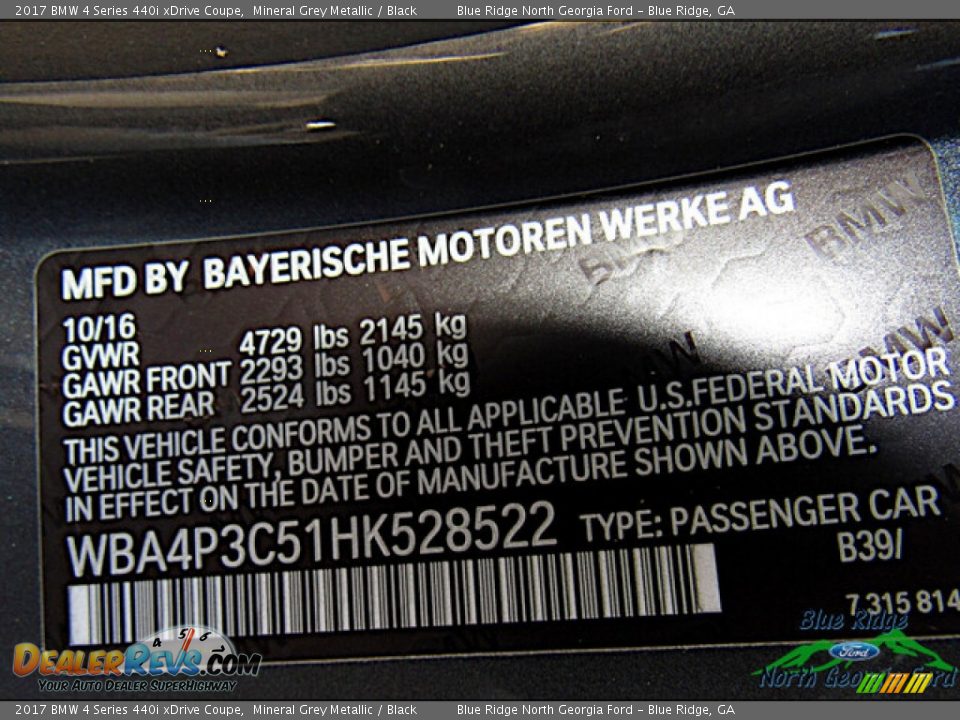 2017 BMW 4 Series 440i xDrive Coupe, Mineral Grey Metallic / Black Blue Ridge North Georgia Ford - Blue Ridge, GA
MFD BY BAYERISCHE MOTOREN WERKE AG
BMW
10/16
GVWR 4729 lbs 2145 kg
GAWR FRONT 2293 lbs 1040 kg
GAWR REAR 2524 lbs 1145 kg
THIS VEHICLE CONFORMS TO ALL APPLICABLE U.S.FEDERAL MOTOR
VEHICLE SAFETY, BUMPER AND THEFT PREVENTION STANDARDS
IN EFFECT ON THE DATE OF MANUFACTURE SHOWN ABOVE.
WBA4P3C51HK528522 TYPE: PASSENGER CAR
B39/
7 315 814
Blue Ridge
Ford
North Georgia Ford
4 5 6
DEALERREVS.COM
YOUR AUTO DEALER SUPERHIGHWAY
2017 BMW 4 Series 440i xDrive Coupe, Mineral Grey Metallic / Black Blue Ridge North Georgia Ford - Blue Ridge, GA